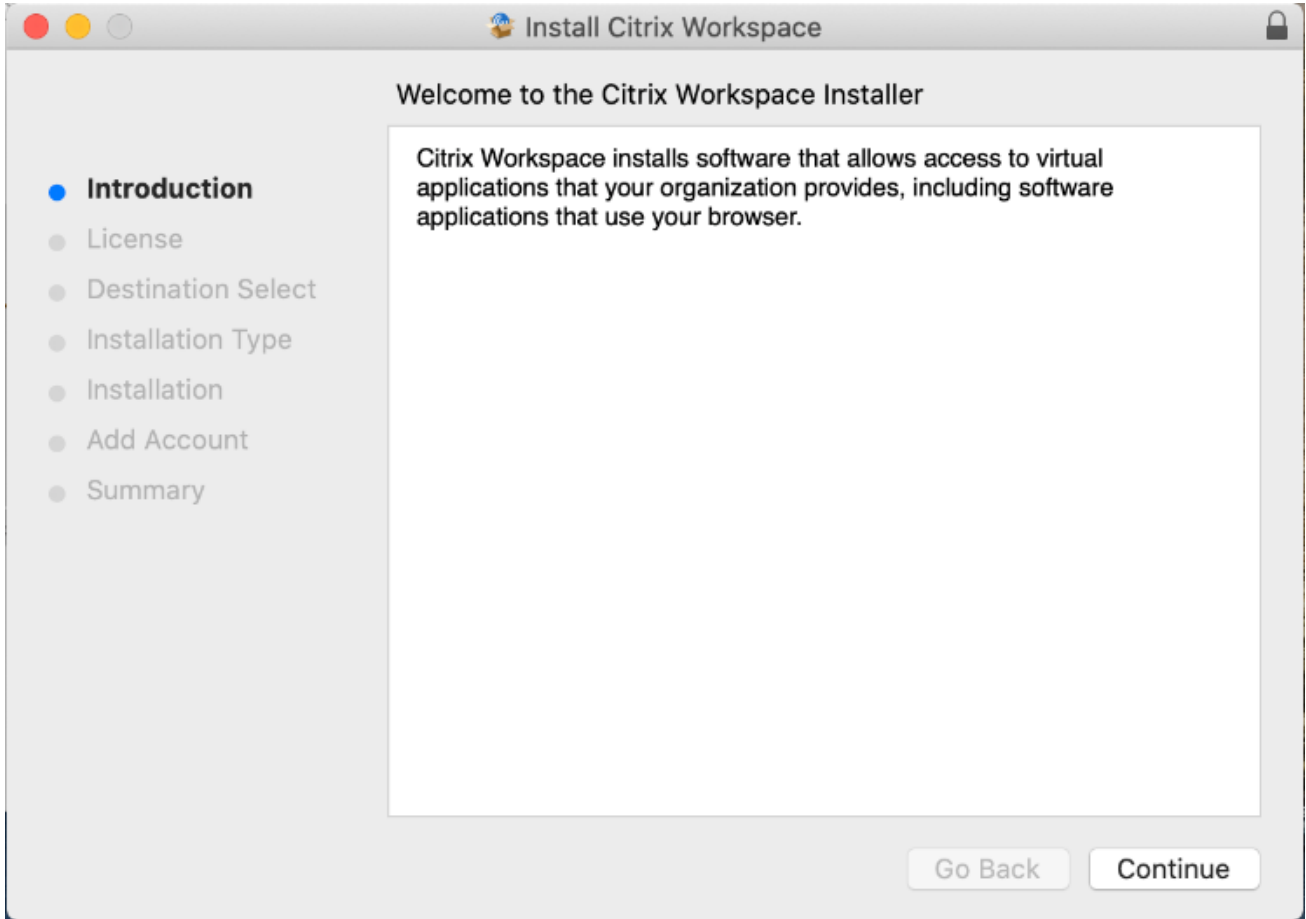 Install Citrix Workspace
Welcome to the Citrix Workspace Installer
Introduction
License
Destination Select
Installation Type
Installation
Add Account
Summary
Citrix Workspace installs software that allows access to virtual
applications that your organization provides, including software
applications that use your browser.
Go Back
Continue